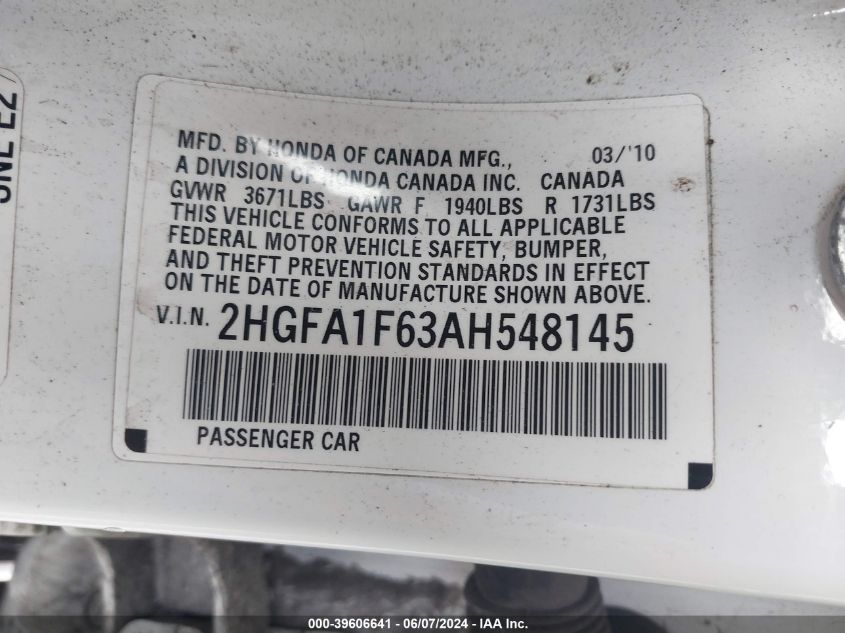 UNL E2
MFD. BY HONDA OF CANADA MFG., 03/'10
A DIVISION OF HONDA CANADA INC. CANADA
GVWR 3671LBS GAWR F 1940LBS R 1731LBS
THIS VEHICLE CONFORMS TO ALL APPLICABLE
FEDERAL MOTOR VEHICLE SAFETY, BUMPER,
AND THEFT PREVENTION STANDARDS IN EFFECT
ON THE DATE OF MANUFACTURE SHOWN ABOVE.
V.I.N. 2HGFA1F63AH548145
PASSENGER CAR
000-39606641 - 06/07/2024 - IAA Inc.